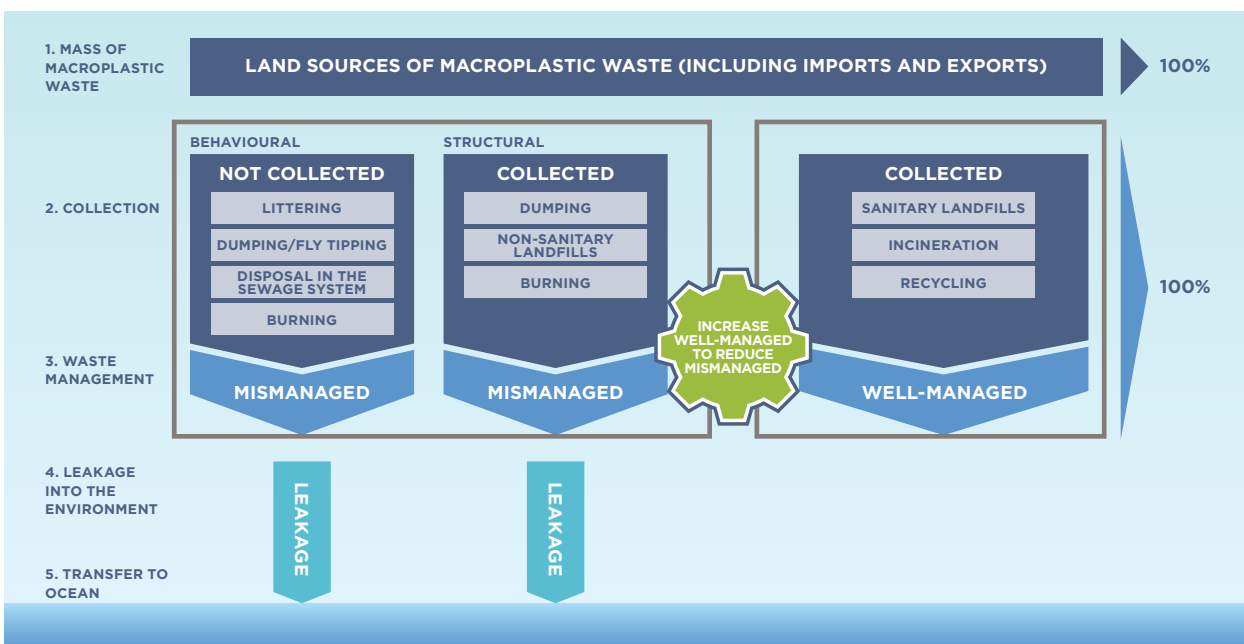 1. MASS OF
MACROPLASTIC
WASTE
LAND SOURCES OF MACROPLASTIC WASTE (INCLUDING IMPORTS AND EXPORTS)
100%
BEHAVIOURAL
STRUCTURAL
NOT COLLECTED
COLLECTED
COLLECTED
2. COLLECTION
LITTERING
DUMPING/FLY TIPPING
DISPOSAL IN THE
SEWAGE SYSTEM
BURNING
DUMPING
NON-SANITARY
LANDFILLS
BURNING
SANITARY LANDFILLS
INCINERATION
RECYCLING
100%
INCREASE
WELL-MANAGED
TO REDUCE
MISMANAGED
3. WASTE
MANAGEMENT
MISMANAGED
MISMANAGED
WELL-MANAGED
4. LEAKAGE
INTO THE
ENVIRONMENT
LEAKAGE
LEAKAGE
5. TRANSFER TO
OCEAN